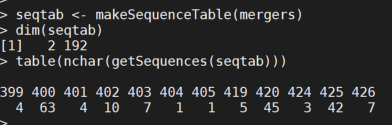 > seqtab <- makeSequenceTable(mergers)
> dim(seqtab)
[1]   2 192
> table(nchar(getSequences(seqtab)))

399 400 401 402 403 404 405 419 420 424 425 426
  4  63   4  10   7   1   1   5  45   3  42   7
>